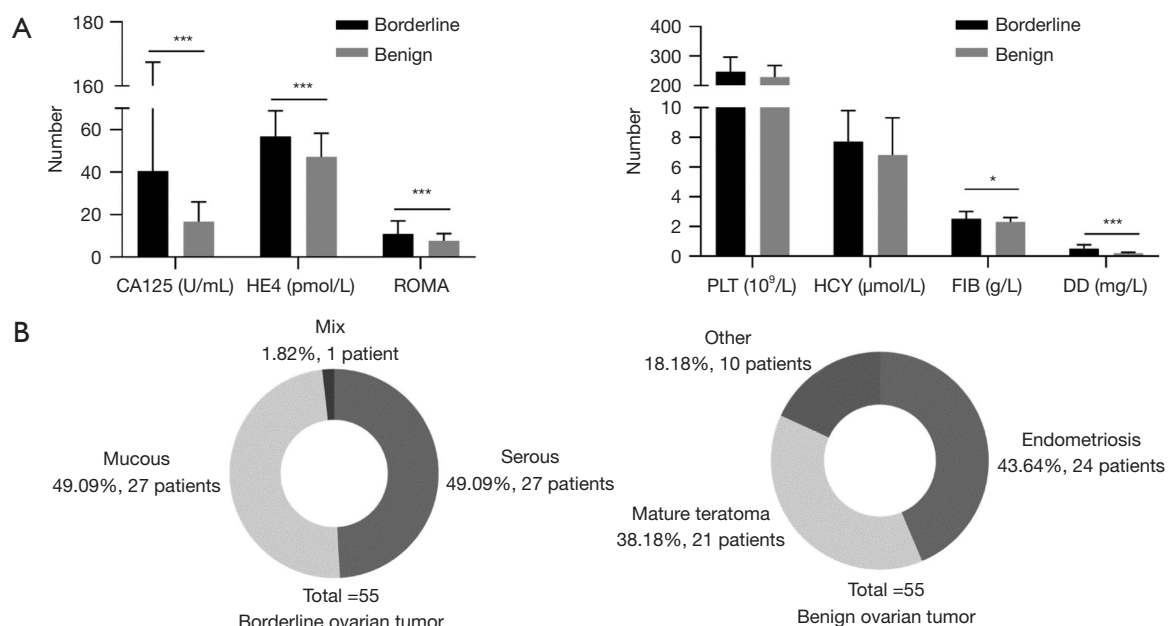 A
180
160
60
40
20
0
Number
***
***
***
Borderline
Benign
CA125 (U/mL)
HE4 (pmol/L)
ROMA
400
300
200
10
8
6
4
2
0
Number
*
***
Borderline
Benign
PLT (10⁹/L)
HCY (μmol/L)
FIB (g/L)
DD (mg/L)
B
Mix
1.82%, 1 patient
Mucous
49.09%, 27 patients
Serous
49.09%, 27 patients
Total =55
Borderline ovarian tumor
Other
18.18%, 10 patients
Endometriosis
43.64%, 24 patients
Mature teratoma
38.18%, 21 patients
Total =55
Benign ovarian tumor